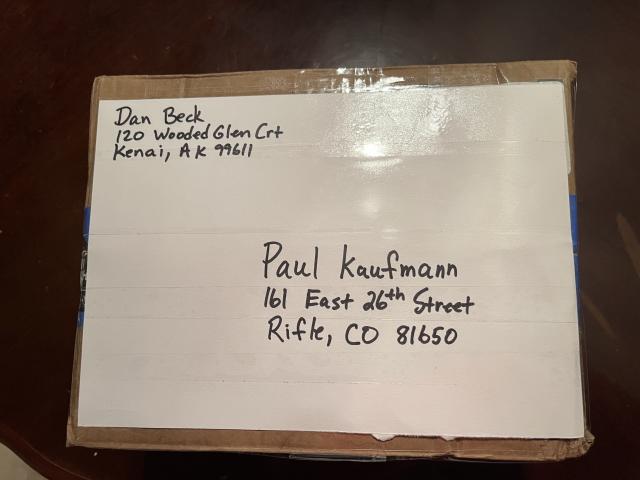 Dan Beck
120 Wooded Glen Crt
Kenai, AK 99611
Paul Kaufmann
161 East 26th Street
Rifle, CO 81650